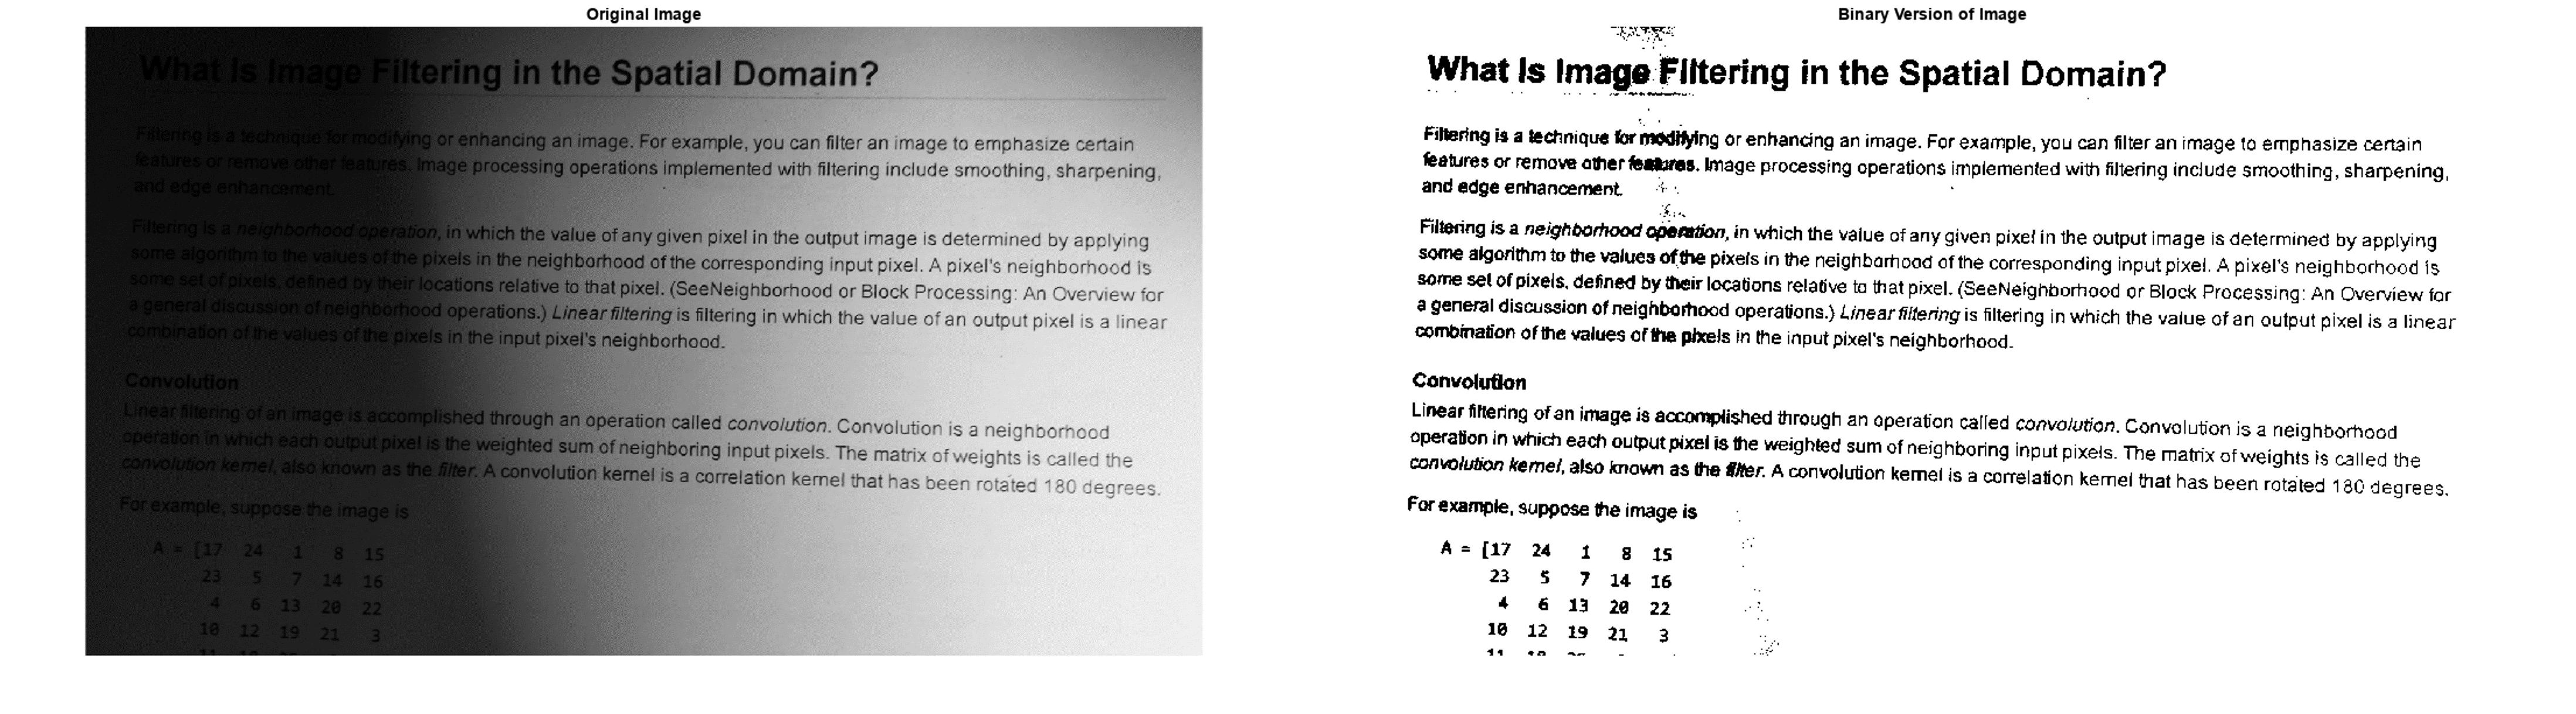 Original Image
What Is Image Filtering in the Spatial Domain?
Filtering is a technique for modifying or enhancing an image. For example, you can filter an image to emphasize certain
features or remove other features. Image processing operations implemented with filtering include smoothing, sharpening,
and edge enhancement.
Filtering is a neighborhood operation, in which the value of any given pixel in the output image is determined by applying
some algorithm to the values of the pixels in the neighborhood of the corresponding input pixel. A pixel's neighborhood is
some set of pixels, defined by their locations relative to that pixel. (SeeNeighborhood or Block Processing: An Overview for
a general discussion of neighborhood operations.) Linear filtering is filtering in which the value of an output pixel is a linear
combination of the values of the pixels in the input pixel's neighborhood.
Convolution
Linear filtering of an image is accomplished through an operation called convolution. Convolution is a neighborhood
operation in which each output pixel is the weighted sum of neighboring input pixels. The matrix of weights is called the
convolution kernel, also known as the filter. A convolution kernel is a correlation kernel that has been rotated 180 degrees.
For example, suppose the image is
A = [17 24 1 8 15
23 5 7 14 16
4 6 13 20 22
10 12 19 21 3
Binary Version of Image
What Is Image Filtering in the Spatial Domain?
Filtering is a technique for modifying or enhancing an image. For example, you can filter an image to emphasize certain
features or remove other features. Image processing operations implemented with filtering include smoothing, sharpening,
and edge enhancement.
Filtering is a neighborhood operation, in which the value of any given pixel in the output image is determined by applying
some algorithm to the values of the pixels in the neighborhood of the corresponding input pixel. A pixel's neighborhood is
some set of pixels, defined by their locations relative to that pixel. (SeeNeighborhood or Block Processing: An Overview for
a general discussion of neighborhood operations.) Linear filtering is filtering in which the value of an output pixel is a linear
combination of the values of the pixels in the input pixel's neighborhood.
Convolution
Linear filtering of an image is accomplished through an operation called convolution. Convolution is a neighborhood
operation in which each output pixel is the weighted sum of neighboring input pixels. The matrix of weights is called the
convolution kernel, also known as the filter. A convolution kernel is a correlation kernel that has been rotated 180 degrees.
For example, suppose the image is
A = [17 24 1 8 15
23 5 7 14 16
4 6 13 20 22
10 12 19 21 3